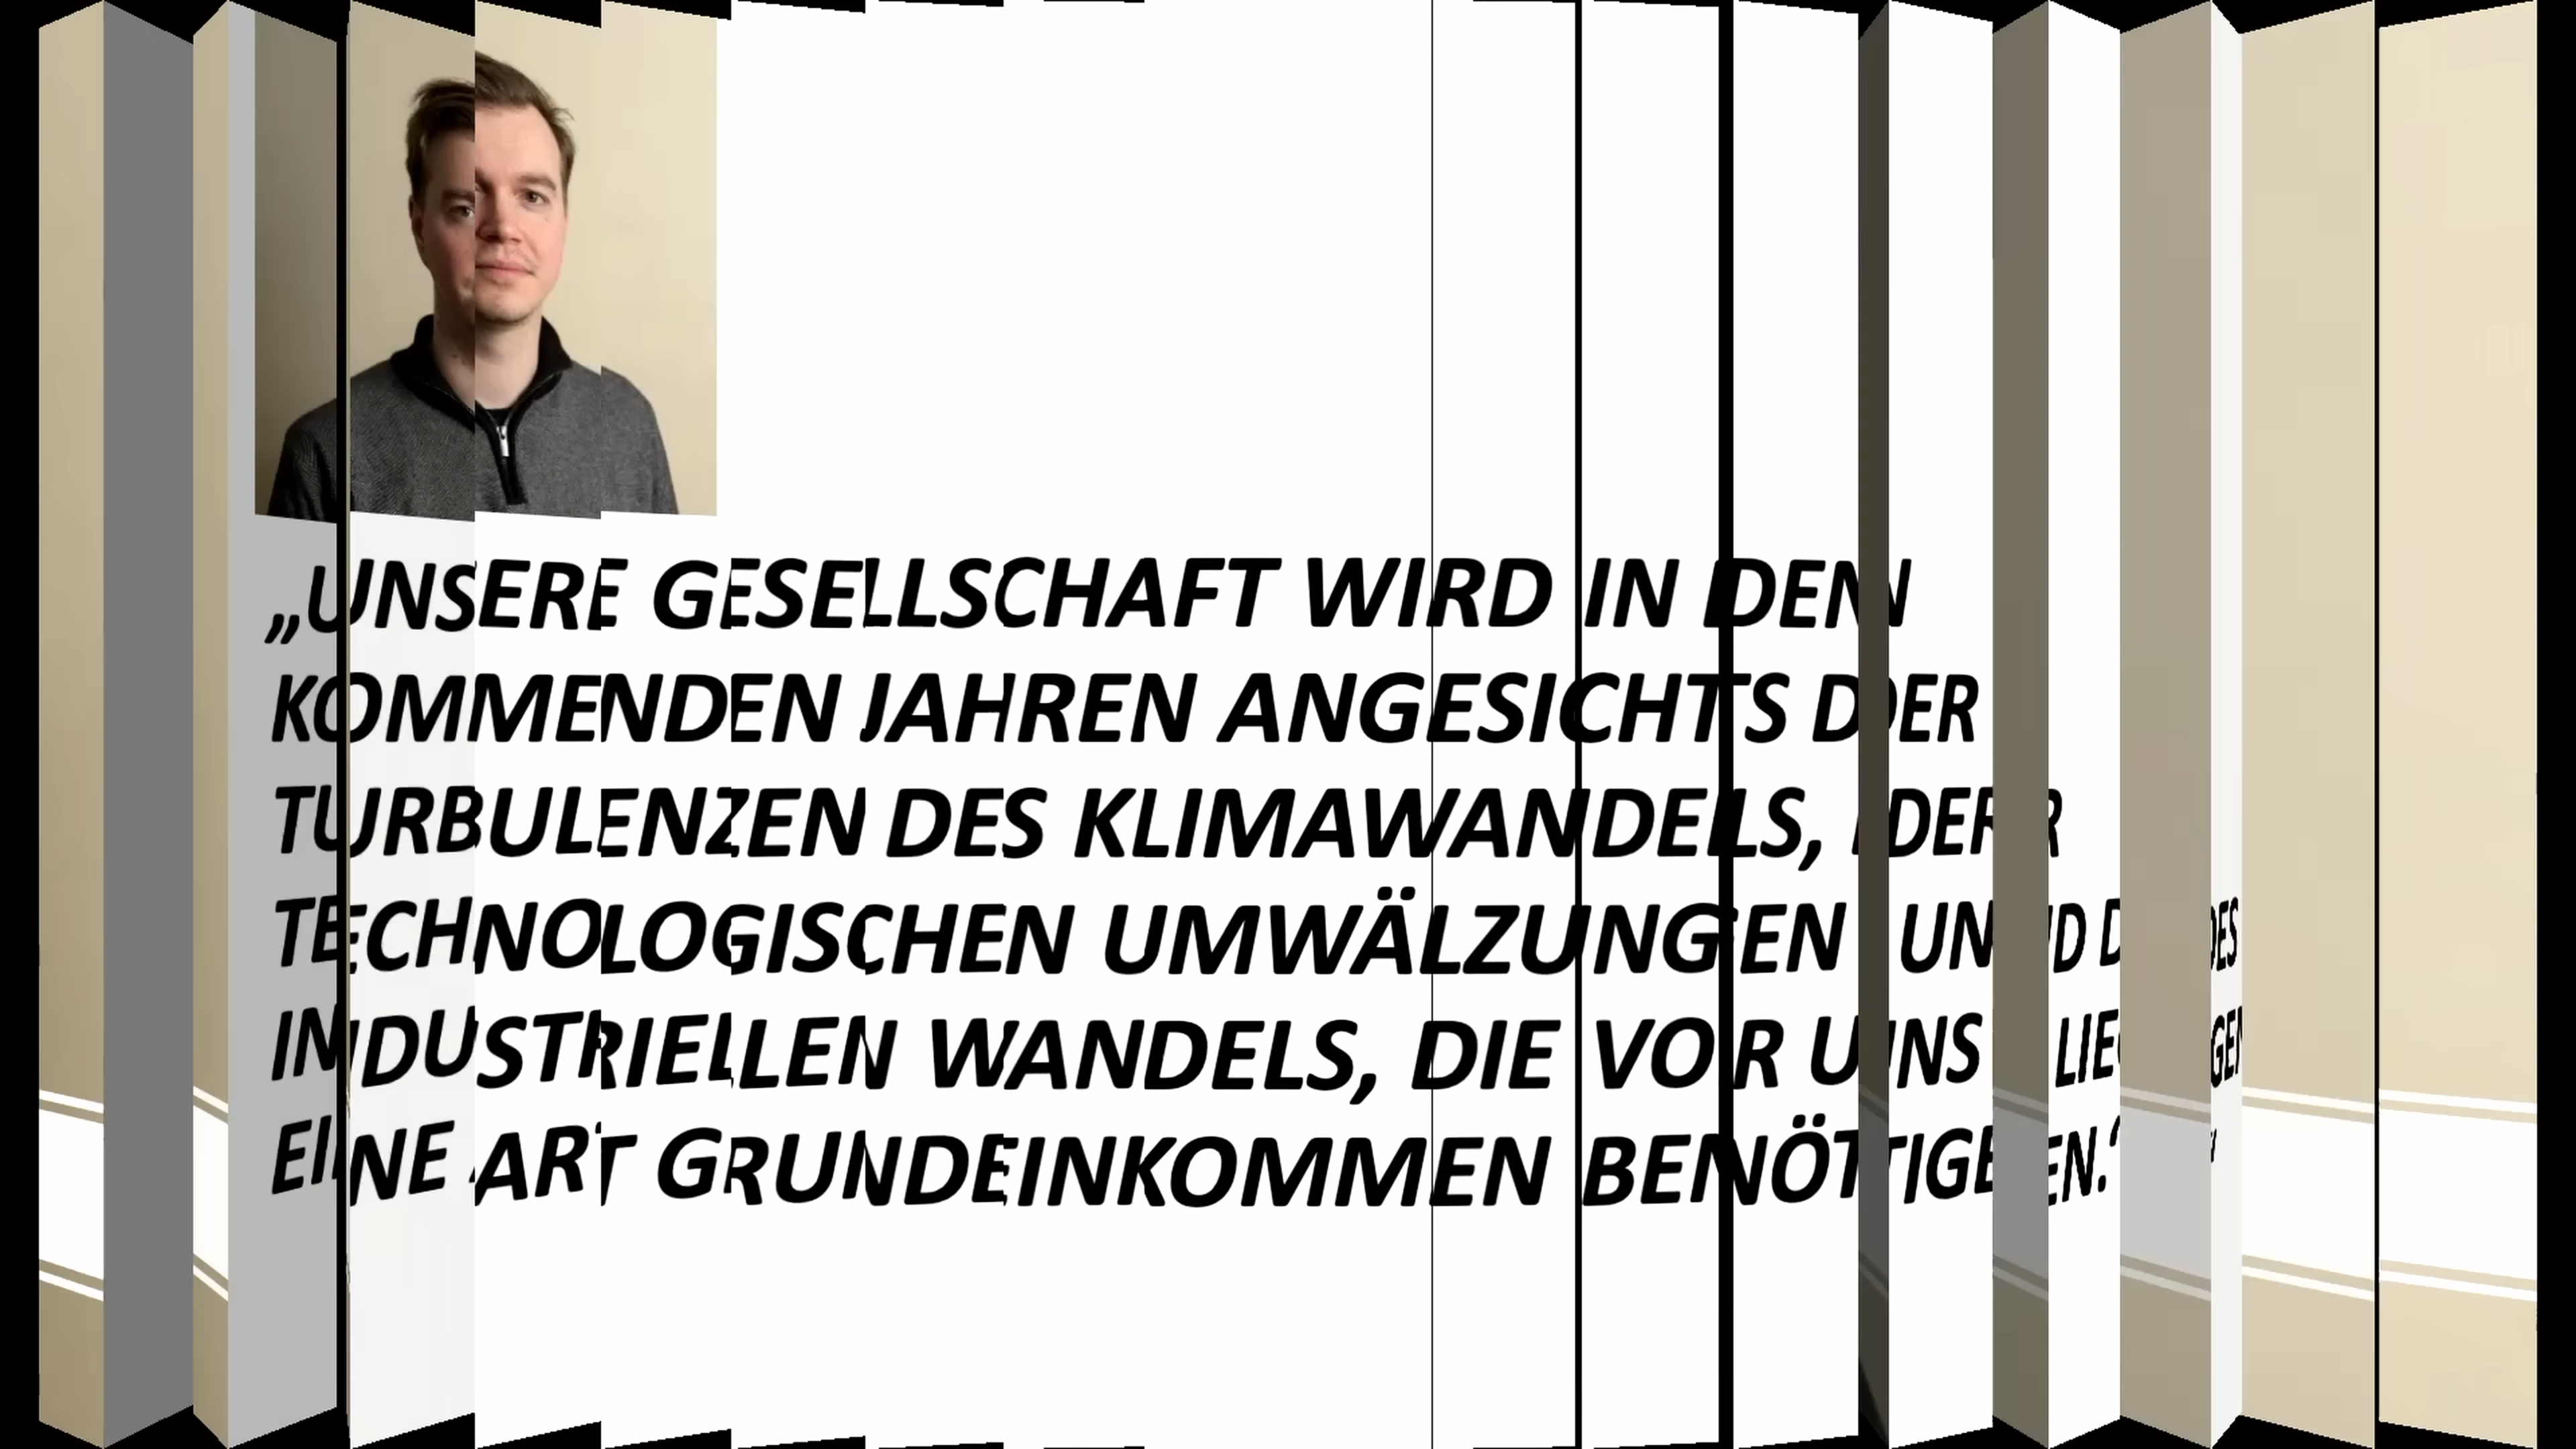 „UNSERE GESELLSCHAFT WIRD IN DEN
KOMMENDEN JAHREN ANGESICHTS DER
TURBULENZEN DES KLIMAWANDELS, DER
TECHNOLOGISCHEN UMWÄLZUNGEN UND DES
INDUSTRIELLEN WANDELS, DIE VOR UNS LIEGEN
EINE ART GRUNDEINKOMMEN BENÖTIGEN.“